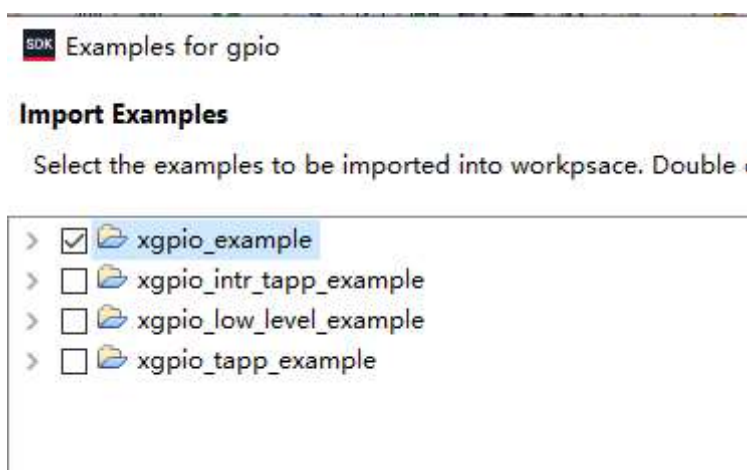 SDK Examples for gpio
Import Examples
Select the examples to be imported into workpsace. Double
xgpio_example
xgpio_intr_tapp_example
xgpio_low_level_example
xgpio_tapp_example